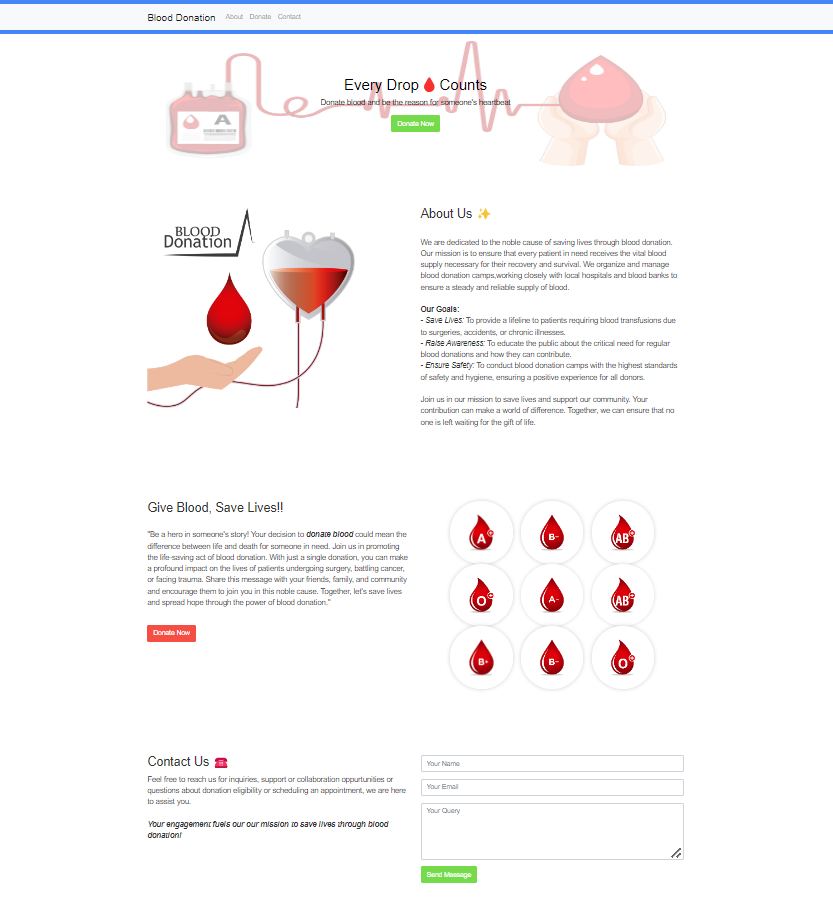 Blood Donation About Donate Contact
Every Drop 🩸 Counts
Donate blood and be the reason for someone's heartbeat
Donate Now
A
BLOOD
Donation
About Us ✨
We are dedicated to the noble cause of saving lives through blood donation.
Our mission is to ensure that every patient in need receives the vital blood
supply necessary for their recovery and survival. We organize and manage
blood donation camps,working closely with local hospitals and blood banks to
ensure a steady and reliable supply of blood.
Our Goals:
- Save Lives: To provide a lifeline to patients requiring blood transfusions due
to surgeries, accidents, or chronic illnesses.
- Raise Awareness: To educate the public about the critical need for regular
blood donations and how they can contribute.
- Ensure Safety: To conduct blood donation camps with the highest standards
of safety and hygiene, ensuring a positive experience for all donors.
Join us in our mission to save lives and support our community. Your
contribution can make a world of difference. Together, we can ensure that no
one is left waiting for the gift of life.
Give Blood, Save Lives!!
"Be a hero in someone's story! Your decision to donate blood could mean the
difference between life and death for someone in need. Join us in promoting
the life-saving act of blood donation. With just a single donation, you can make
a profound impact on the lives of patients undergoing surgery, battling cancer,
or facing trauma. Share this message with your friends, family, and community
and encourage them to join you in this noble cause. Together, let's save lives
and spread hope through the power of blood donation."
Donate Now
A B- AB
O A- AB
B+ B- O
Contact Us ☎️
Feel free to reach us for inquiries, support or collaboration oppurtunities or
questions about donation eligibility or scheduling an appointment, we are here
to assist you.
Your engagement fuels our our mission to save lives through blood
donation!
Your Name
Your Email
Your Query
Send Message